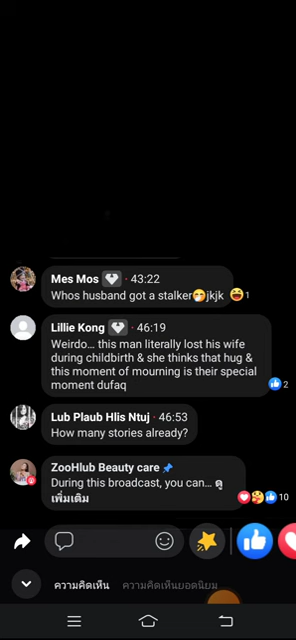 Mes Mos · 43:22
Whos husband got a stalker🤭jkjk 😆 1
Lillie Kong · 46:19
Weirdo... this man literally lost his wife
during childbirth & she thinks that hug &
this moment of mourning is their special
moment dufaq
2
Lub Plaub Hlis Ntuj · 46:53
How many stories already?
ZooHlub Beauty care 📌
During this broadcast, you can... ดู
เพิ่มเติม
10
ความคิดเห็น ความคิดเห็นยอดนิยม